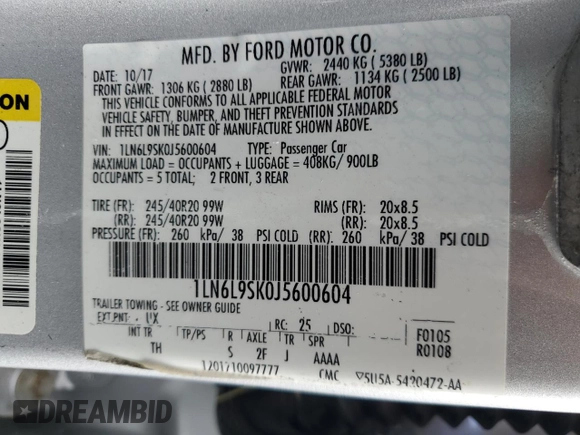 MFD. BY FORD MOTOR CO.
DATE: 10/17 GVWR: 2440 KG ( 5380 LB)
FRONT GAWR: 1306 KG ( 2880 LB) REAR GAWR: 1134 KG ( 2500 LB)
THIS VEHICLE CONFORMS TO ALL APPLICABLE FEDERAL MOTOR
VEHICLE SAFETY, BUMPER, AND THEFT PREVENTION STANDARDS
IN EFFECT ON THE DATE OF MANUFACTURE SHOWN ABOVE.
VIN: 1LN6L9SK0J5600604 TYPE: Passenger Car
MAXIMUM LOAD = OCCUPANTS + LUGGAGE = 408KG/ 900LB
OCCUPANTS = 5 TOTAL; 2 FRONT, 3 REAR
TIRE (FR): 245/40R20 99W RIMS (FR): 20x8.5
(RR): 245/40R20 99W (RR): 20x8.5
PRESSURE (FR): 260 kPa/ 38 PSI COLD (RR): 260 kPa/ 38 PSI COLD
1LN6L9SK0J5600604
TRAILER TOWING - SEE OWNER GUIDE
EXT PNT: UX RC: 25 DSO: F0105
INT TR TP/PS R AXLE TR SPR R0108
TH S 2F J AAAA
1201710097777 CMC
5U5A-5420472-AA
DREAMBID